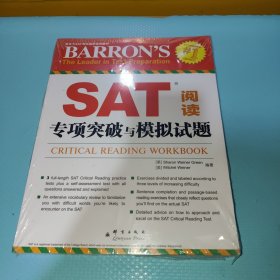 BARRON'S
The Leader in Test Preparation
SAT
阅读
专项突破与模拟试题
CRITICAL READING WORKBOOK
[美] Sharon Weiner Green
[美] Mitchel Weiner
编著
3 full-length SAT Critical Reading practice tests plus a self-assessment test with all questions answered and explained
An extensive vocabulary review to familiarize you with difficult words you're likely to encounter on the SAT
Exercises divided and labeled according to three levels of increasing difficulty
Sentence completion and passage-based reading exercises that closely reflect questions you'll find on the actual SAT
Detailed advice on how to approach and excel on the SAT Critical Reading Test
群言出版社